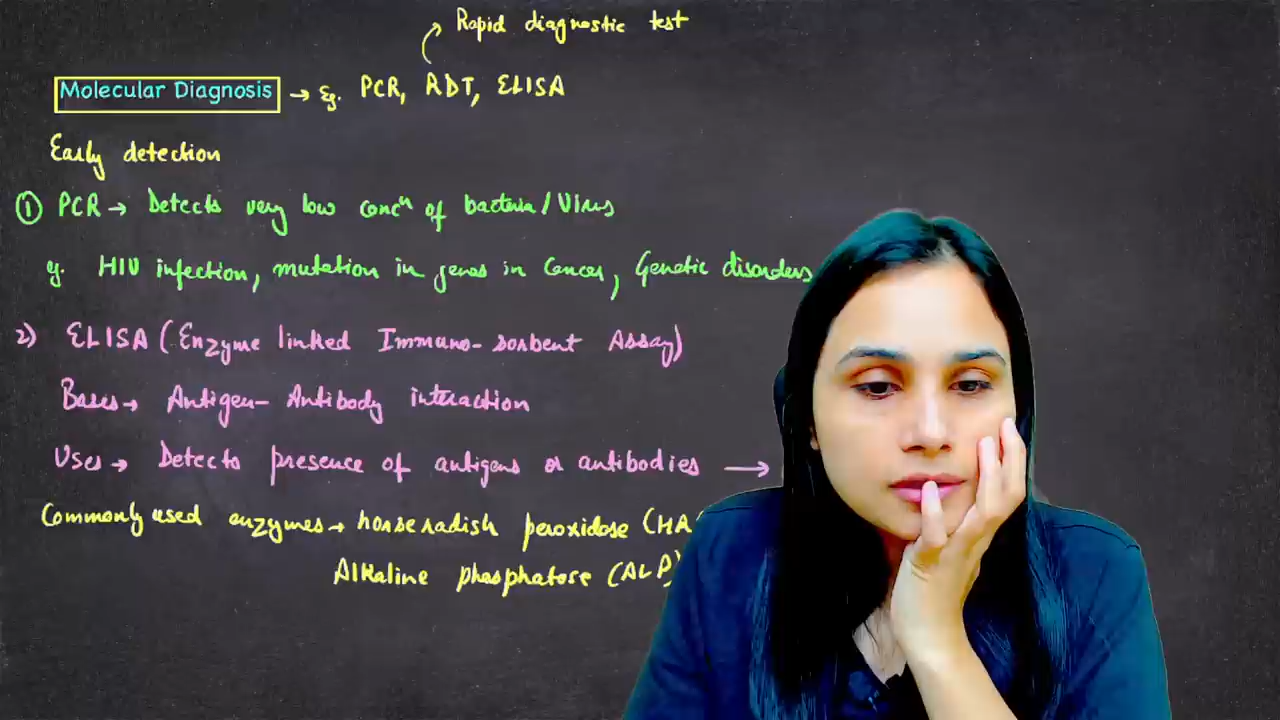 Rapid diagnostic test
Molecular Diagnosis → Eg. PCR, RDT, ELISA
Early detection
① PCR → Detects very low concⁿ of bacteria/Virus
eg. HIV infection, mutation in genes in Cancer, Genetic disorders
2) ELISA (Enzyme linked Immuno-sorbent Assay)
Bases → Antigen-Antibody interaction
Uses → Detects presence of antigens or antibodies →
Commonly used enzymes → horseradish peroxidase (H
Alkaline phosphatase (ALP)